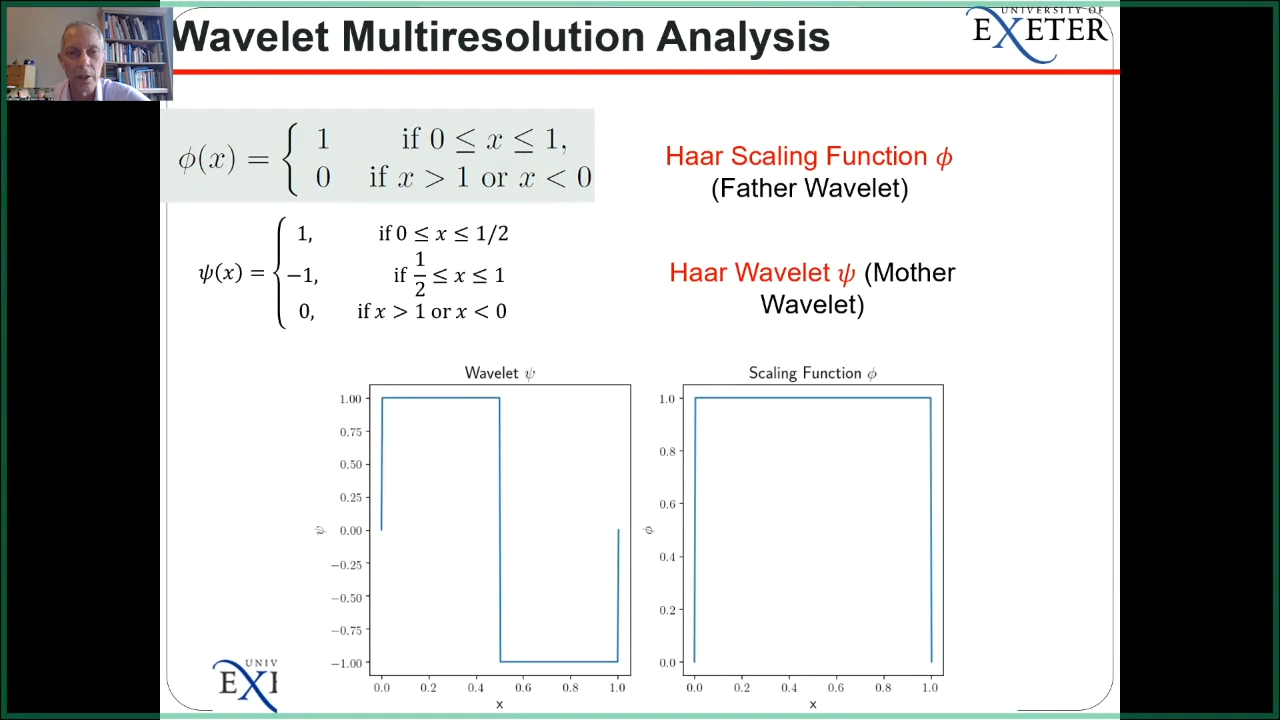 Wavelet Multiresolution Analysis
UNIVERSITY OF
EXETER
ϕ(x) = { 1 if 0 ≤ x ≤ 1,
0 if x > 1 or x < 0
Haar Scaling Function ϕ
(Father Wavelet)
ψ(x) = { 1, if 0 ≤ x ≤ 1/2
−1, if 1/2 ≤ x ≤ 1
0, if x > 1 or x < 0
Haar Wavelet ψ (Mother
Wavelet)
Wavelet ψ
1.00
0.75
0.50
0.25
0.00
−0.25
−0.50
−0.75
−1.00
ψ
0.0 0.2 0.4 0.6 0.8 1.0
x
Scaling Function ϕ
1.0
0.8
0.6
0.4
0.2
0.0
ϕ
0.0 0.2 0.4 0.6 0.8 1.0
x
UNIV
EXE